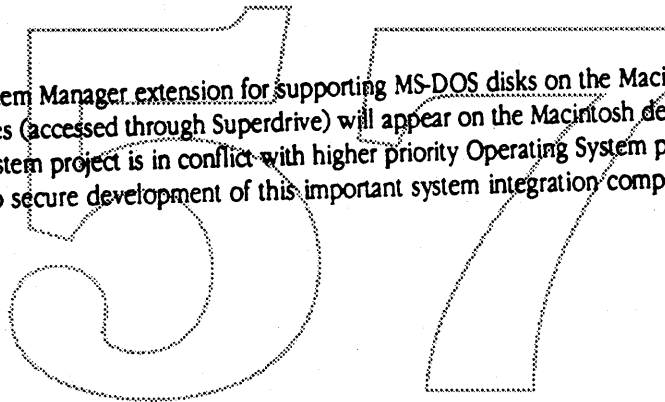 em Manager extension for supporting MS-DOS disks on the Maci
es (accessed through Superdrive) will appear on the Macintosh de
stem project is in conflict with higher priority Operating System p
o secure development of this important system integration comp
57